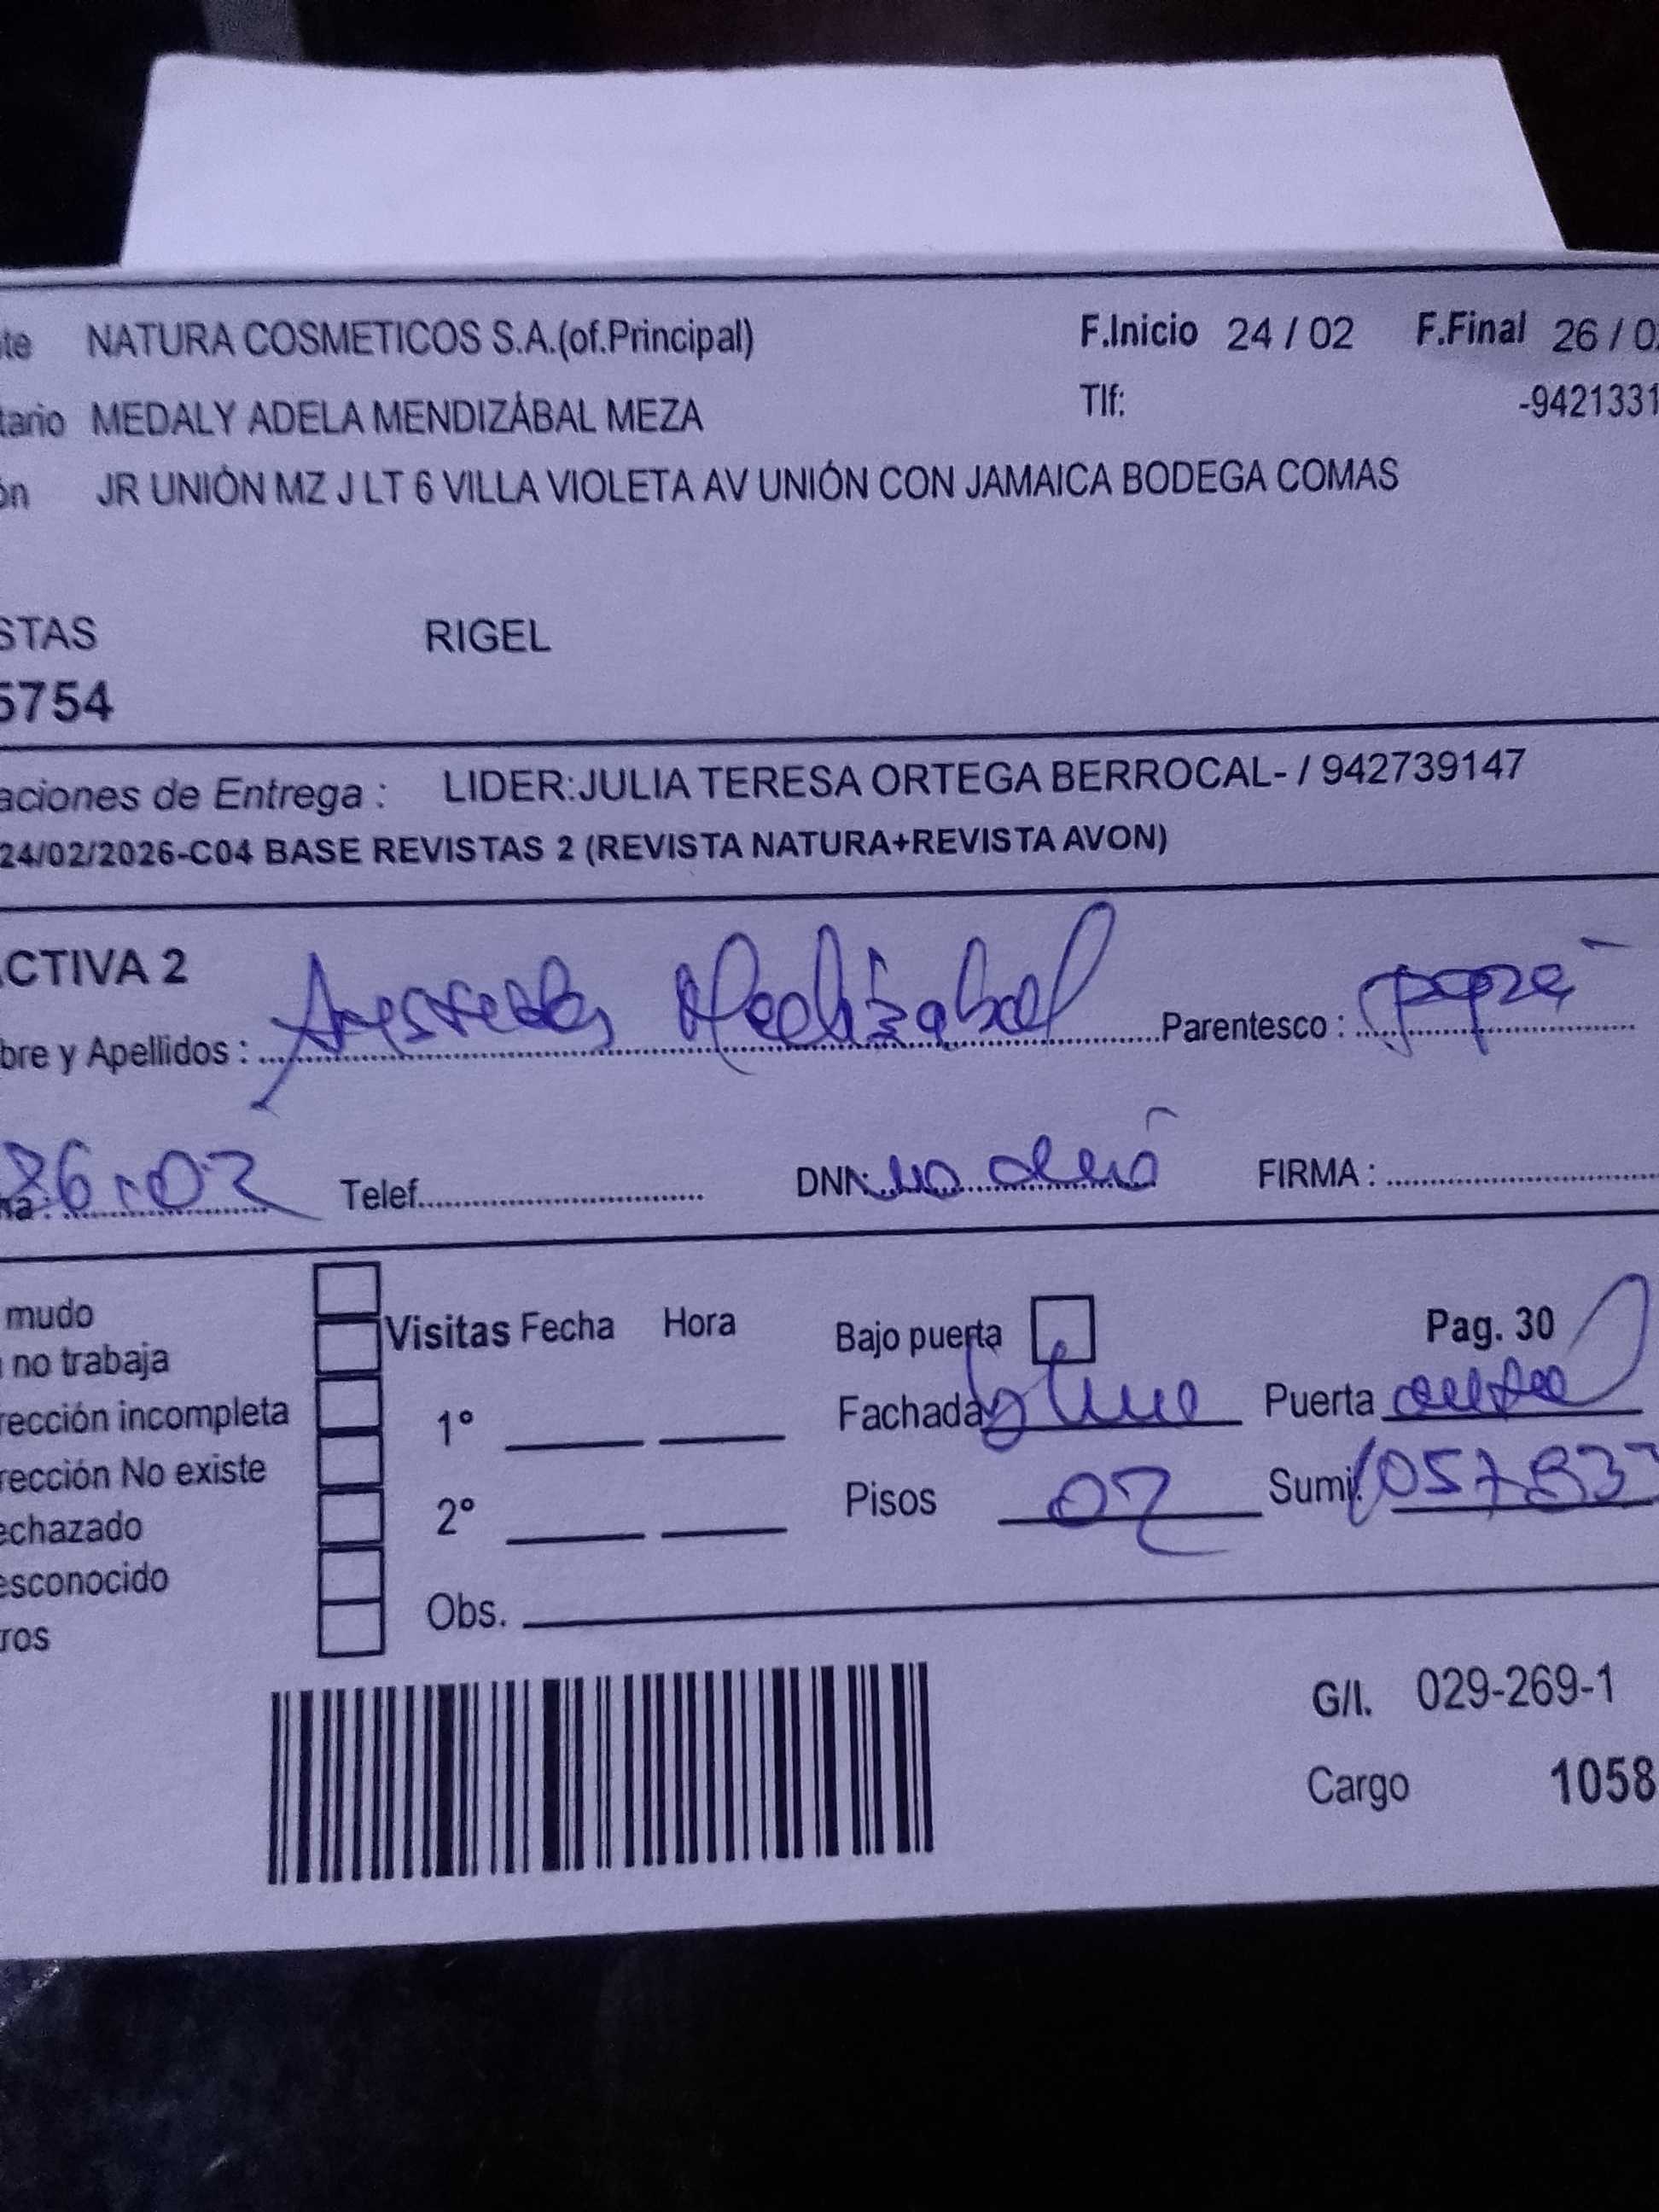 te NATURA COSMETICOS S.A.(of.Principal) F.Inicio 24 / 02 F.Final 26 / 0
tario MEDALY ADELA MENDIZÁBAL MEZA Tlf: -9421331
ón JR UNIÓN MZ J LT 6 VILLA VIOLETA AV UNIÓN CON JAMAICA BODEGA COMAS
STAS RIGEL
5754
aciones de Entrega : LIDER:JULIA TERESA ORTEGA BERROCAL- / 942739147
24/02/2026-C04 BASE REVISTAS 2 (REVISTA NATURA+REVISTA AVON)
CTIVA 2
bre y Apellidos : Parentesco : papá
ha: 26.02 Telef. DNI: no FIRMA :
mudo
Visitas Fecha Hora Bajo puerta Pag. 30
no trabaja
rección incompleta 1° Fachada Puerta
rección No existe
2° Pisos 02 Sumi.
echazado
esconocido
Obs.
ros
G/I. 029-269-1
Cargo 1058